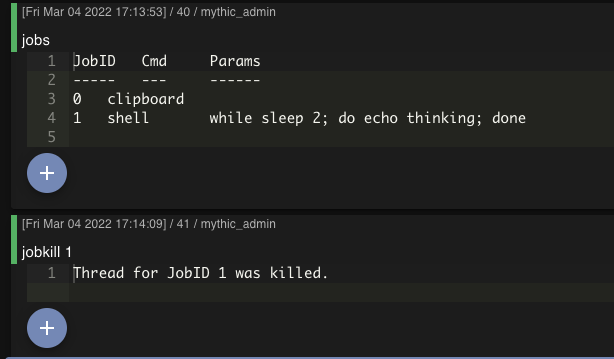 [Fri Mar 04 2022 17:13:53] / 40 / mythic_admin
jobs
1 JobID Cmd Params
2 ----- --- ------
3 0 clipboard
4 1 shell while sleep 2; do echo thinking; done
5
+
[Fri Mar 04 2022 17:14:09] / 41 / mythic_admin
jobkill 1
1 Thread for JobID 1 was killed.
+